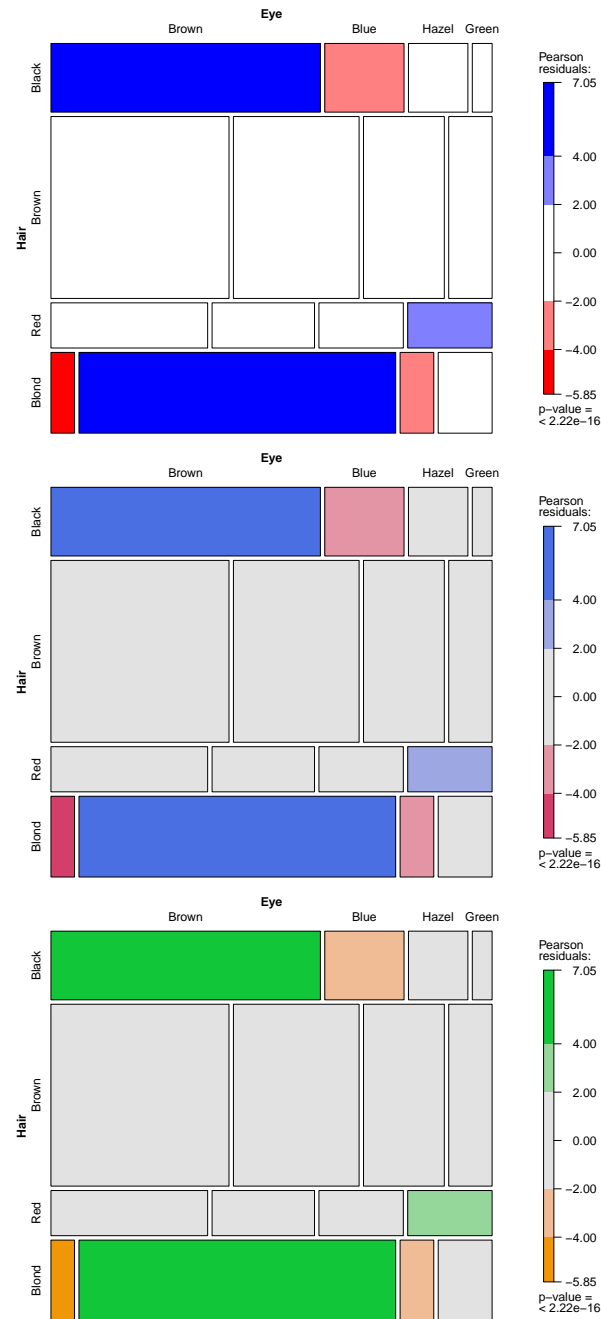 Eye
Brown Blue Hazel Green
Hair
Black
Brown
Red
Blond
Pearson
residuals:
7.05
4.00
2.00
0.00
−2.00
−4.00
−5.85
p−value =
< 2.22e−16
Eye
Brown Blue Hazel Green
Hair
Black
Brown
Red
Blond
Pearson
residuals:
7.05
4.00
2.00
0.00
−2.00
−4.00
−5.85
p−value =
< 2.22e−16
Eye
Brown Blue Hazel Green
Hair
Black
Brown
Red
Blond
Pearson
residuals:
7.05
4.00
2.00
0.00
−2.00
−4.00
−5.85
p−value =
< 2.22e−16